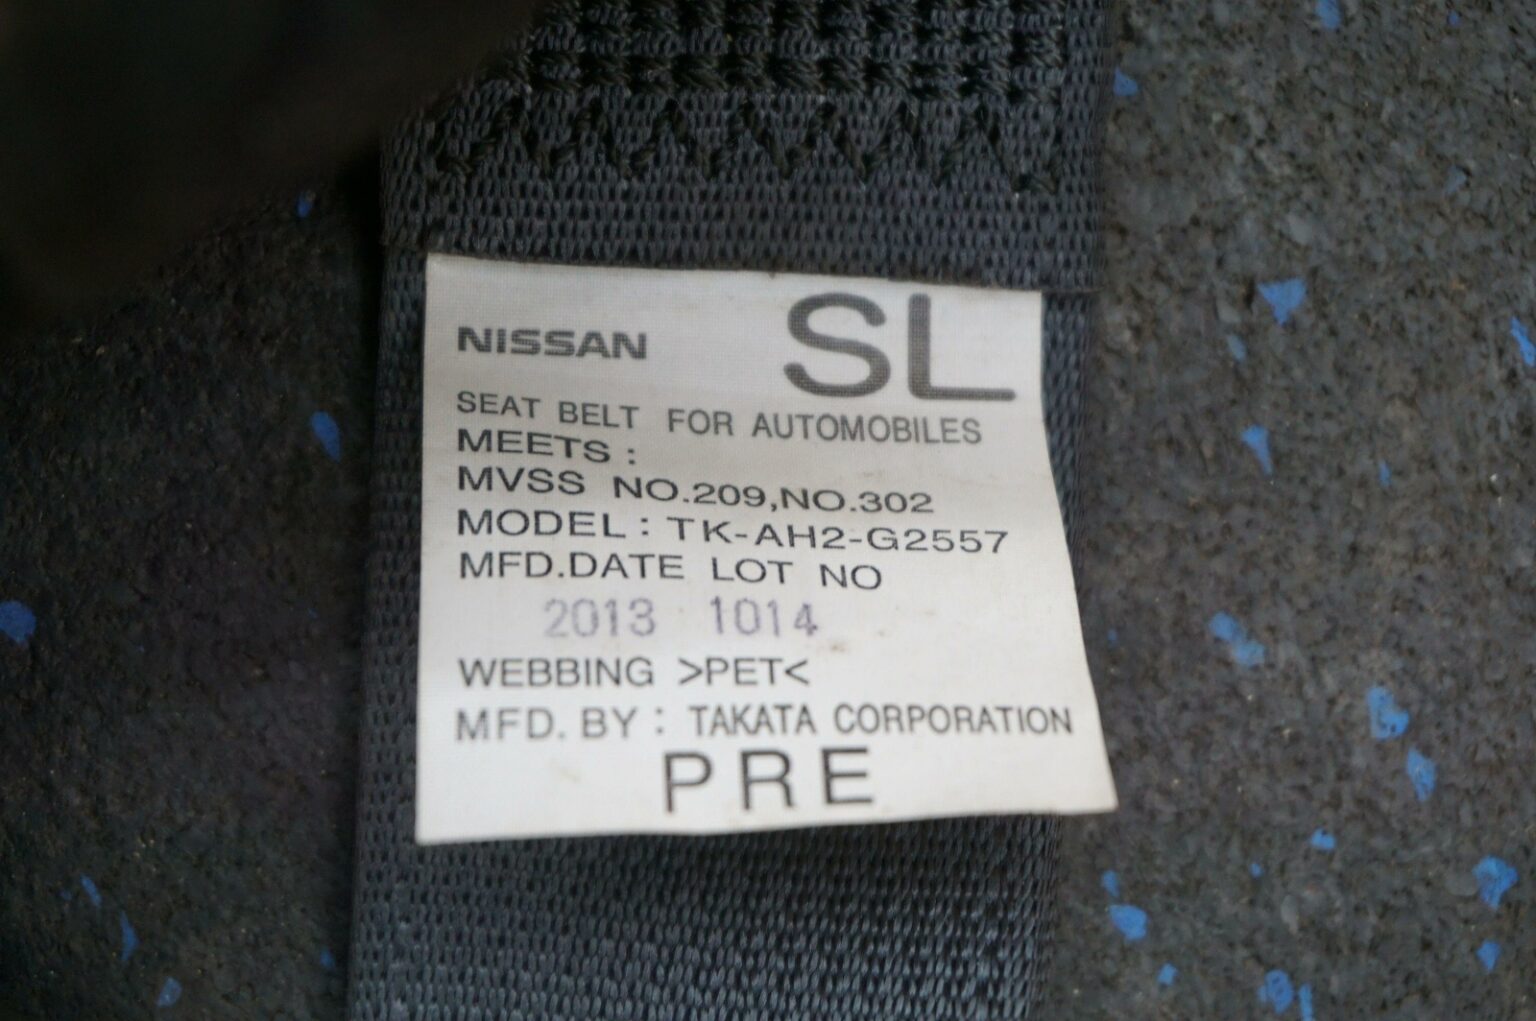 NISSAN SL
SEAT BELT FOR AUTOMOBILES
MEETS :
MVSS NO.209,NO.302
MODEL : TK-AH2-G2557
MFD.DATE LOT NO
2013 1014
WEBBING >PET<
MFD. BY : TAKATA CORPORATION
PRE